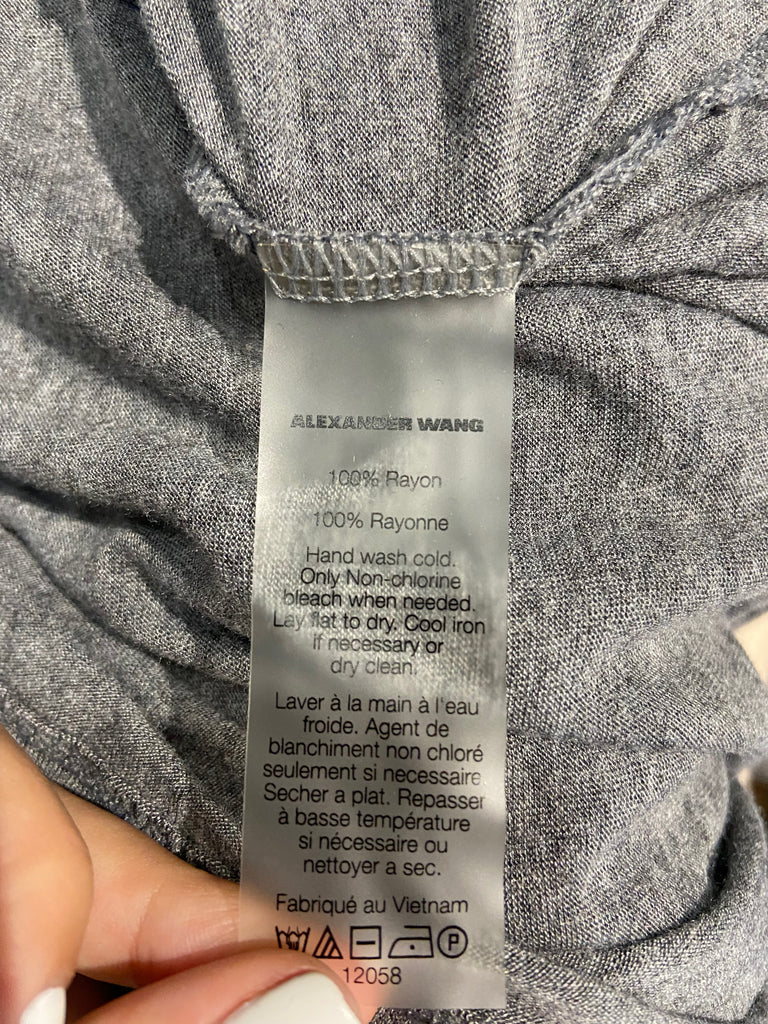 ALEXANDER WANG
100% Rayon
100% Rayonne
Hand wash cold.
Only Non-chlorine
bleach when needed.
Lay flat to dry. Cool iron
if necessary or
dry clean.
Laver à la main à l'eau
froide. Agent de
blanchiment non chloré
seulement si necessaire
Secher a plat. Repasser
à basse température
si nécessaire ou
nettoyer a sec.
Fabriqué au Vietnam
P
12058